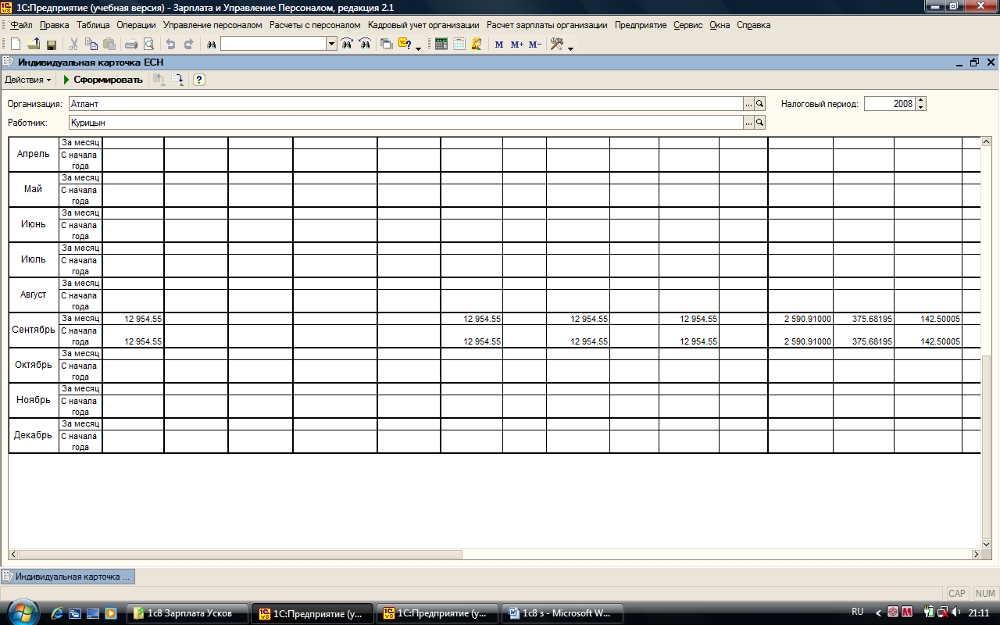 1С:Предприятие (учебная версия) - Зарплата и Управление Персоналом, редакция 2.1
Файл Правка Таблица Операции Управление персоналом Расчеты с персоналом Кадровый учет организации Расчет зарплаты организации Предприятие Сервис Окна Справка
M M+ M-
Индивидуальная карточка ЕСН
Действия Сформировать
Организация: Атлант ... Налоговый период: 2008
Работник: Курицын ...
Апрель За месяц
С начала года
Май За месяц
С начала года
Июнь За месяц
С начала года
Июль За месяц
С начала года
Август За месяц
С начала года
Сентябрь За месяц 12 954.55 12 954.55 12 954.55 12 954.55 2 590.91000 375.68195 142.50005
С начала года 12 954.55 12 954.55 12 954.55 12 954.55 2 590.91000 375.68195 142.50005
Октябрь За месяц
С начала года
Ноябрь За месяц
С начала года
Декабрь За месяц
С начала года
Индивидуальная карточка ...
CAP NUM
1с8 Зарплата Усков 1С:Предприятие (у... 1С:Предприятие (у... 1с8 з - Microsoft W... RU 21:11